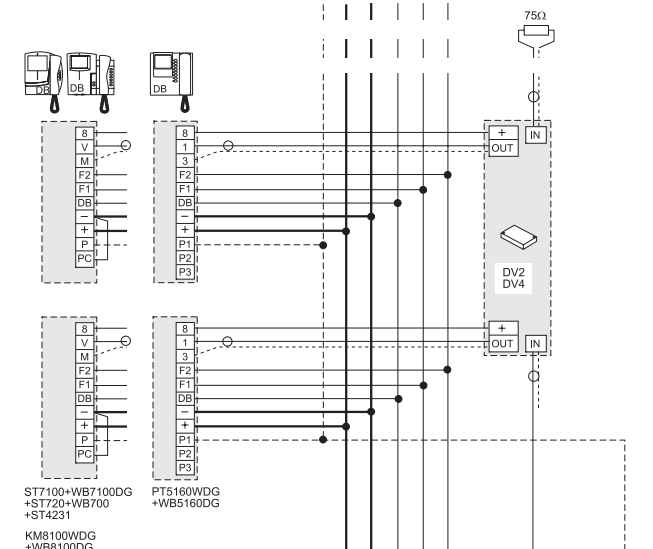 75Ω
DB DB DB
8 8 + IN
V 1 OUT
M 3
F2 F2
F1 F1
DB DB
– –
+ +
P P1
PC P2
P3
DV2
DV4
8 8 +
V 1 OUT IN
M 3
F2 F2
F1 F1
DB DB
– –
+ +
P P1
PC P2
P3
ST7100+WB7100DG
+ST720+WB700
+ST4231
PT5160WDG
+WB5160DG
KM8100WDG
+WB8100DG